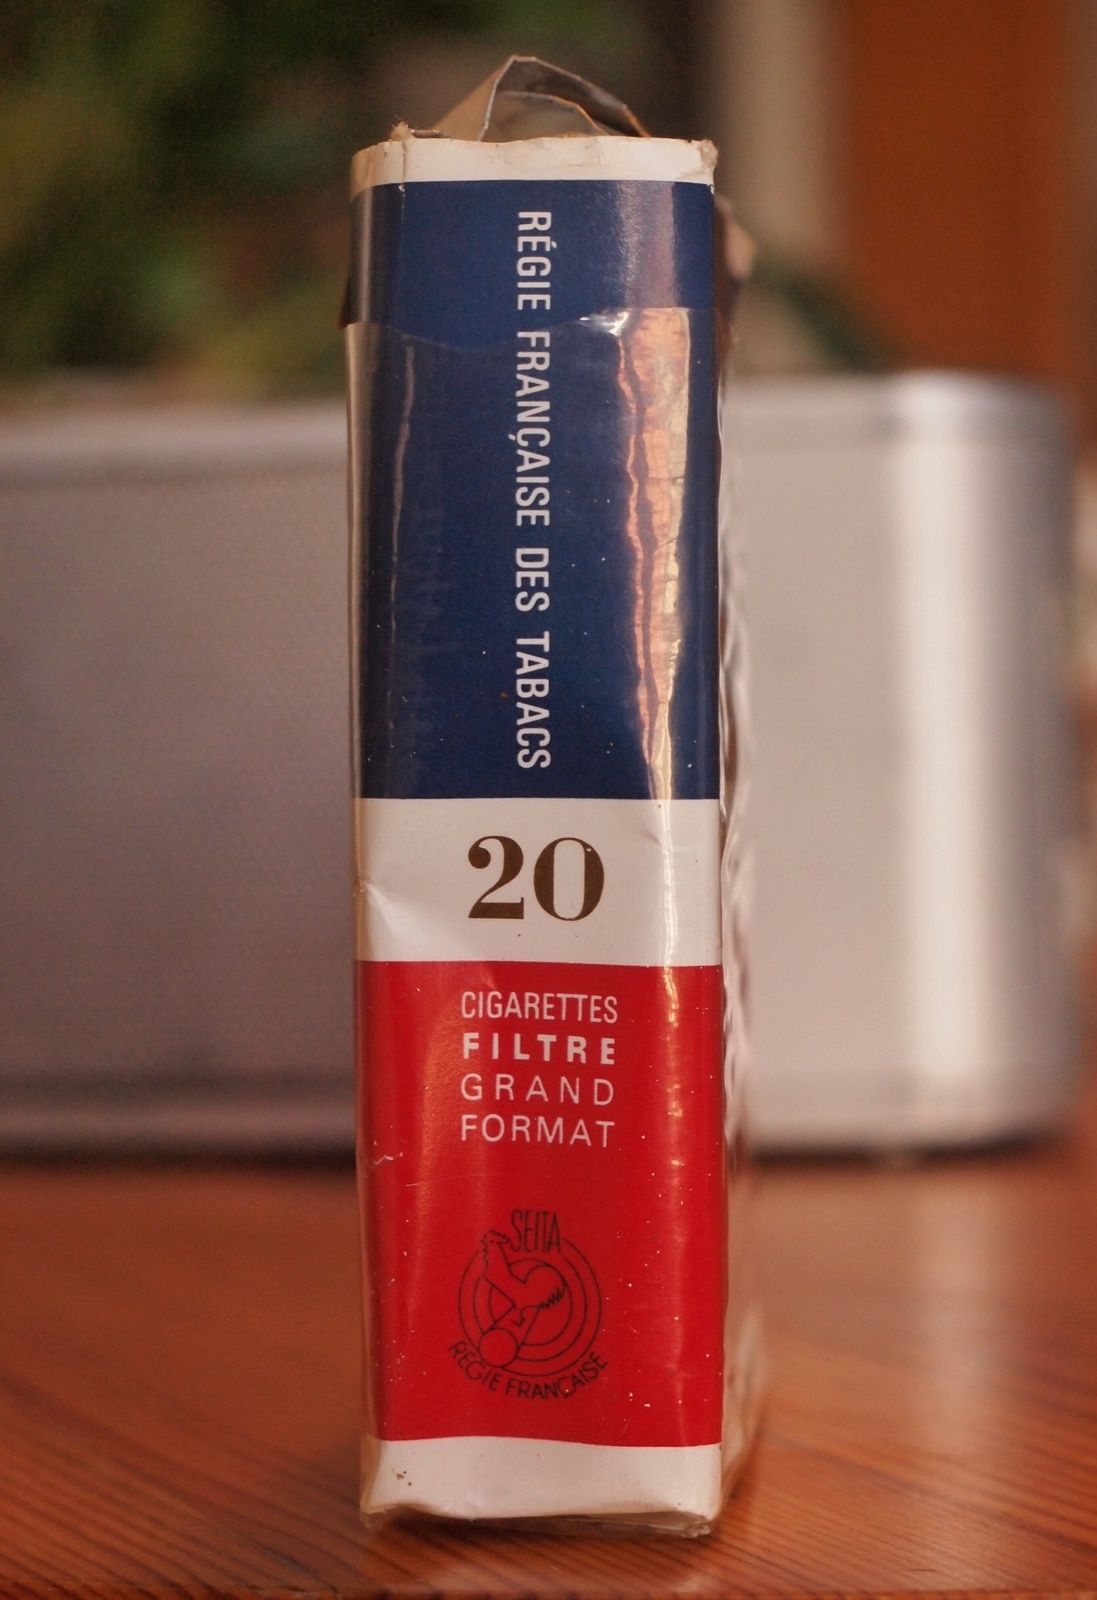 RÉGIE FRANÇAISE DES TABACS
20
CIGARETTES
FILTRE
GRAND
FORMAT
SEITA
RÉGIE FRANÇAISE